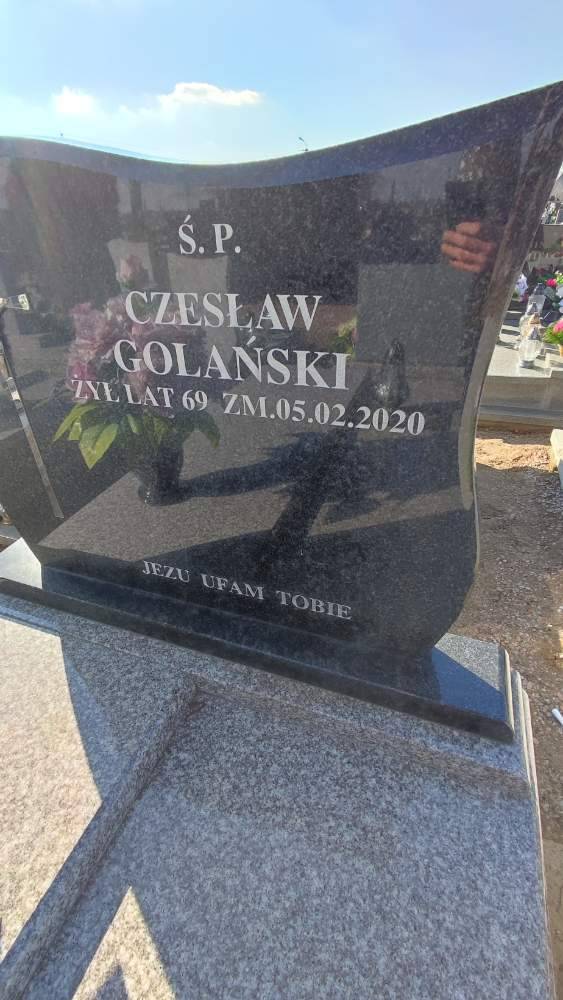 Ś. P.
CZESŁAW
GOLAŃSKI
ŻYŁ LAT 69 ZM.05.02.2020
JEZU UFAM TOBIE